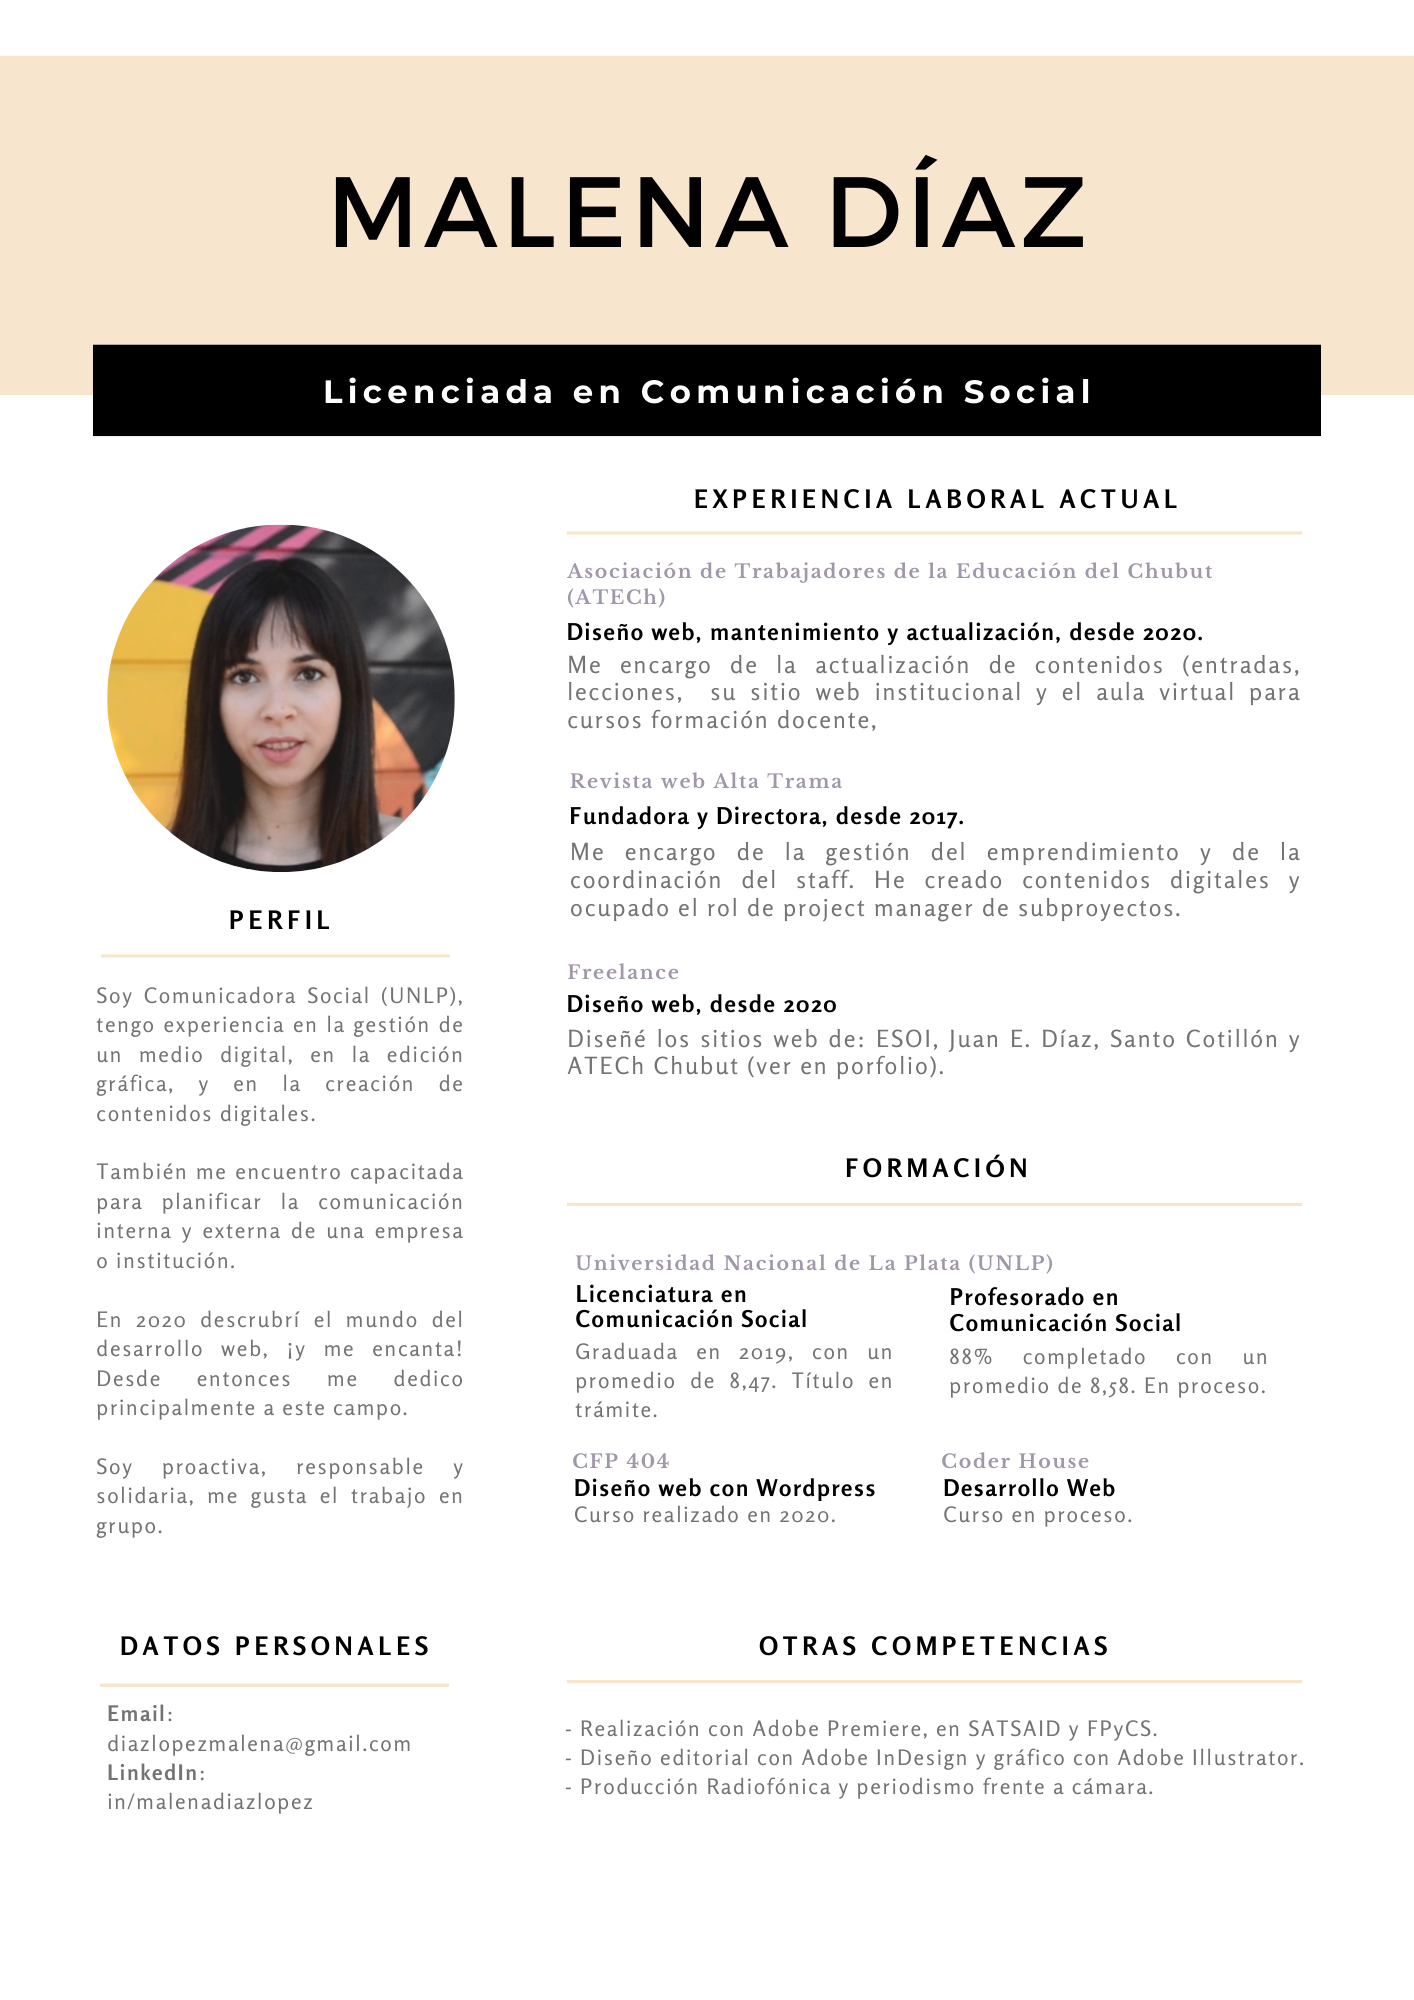 MALENA DÍAZ
Licenciada en Comunicación Social
PERFIL
Soy Comunicadora Social (UNLP),
tengo experiencia en la gestión de
un medio digital, en la edición
gráfica, y en la creación de
contenidos digitales.
También me encuentro capacitada
para planificar la comunicación
interna y externa de una empresa
o institución.
En 2020 descrubrí el mundo del
desarrollo web, ¡y me encanta!
Desde entonces me dedico
principalmente a este campo.
Soy proactiva, responsable y
solidaria, me gusta el trabajo en
grupo.
DATOS PERSONALES
Email:
diazlopezmalena@gmail.com
LinkedIn:
in/malenadiazlopez
EXPERIENCIA LABORAL ACTUAL
Asociación de Trabajadores de la Educación del Chubut
(ATECh)
Diseño web, mantenimiento y actualización, desde 2020.
Me encargo de la actualización de contenidos (entradas,
lecciones, su sitio web institucional y el aula virtual para
cursos formación docente,
Revista web Alta Trama
Fundadora y Directora, desde 2017.
Me encargo de la gestión del emprendimiento y de la
coordinación del staff. He creado contenidos digitales y
ocupado el rol de project manager de subproyectos.
Freelance
Diseño web, desde 2020
Diseñé los sitios web de: ESOI, Juan E. Díaz, Santo Cotillón y
ATECh Chubut (ver en porfolio).
FORMACIÓN
Universidad Nacional de La Plata (UNLP)
Licenciatura en
Comunicación Social
Graduada en 2019, con un
promedio de 8,47. Título en
trámite.
Profesorado en
Comunicación Social
88% completado con un
promedio de 8,58. En proceso.
CFP 404
Diseño web con Wordpress
Curso realizado en 2020.
Coder House
Desarrollo Web
Curso en proceso.
OTRAS COMPETENCIAS
- Realización con Adobe Premiere, en SATSAID y FPyCS.
- Diseño editorial con Adobe InDesign y gráfico con Adobe Illustrator.
- Producción Radiofónica y periodismo frente a cámara.